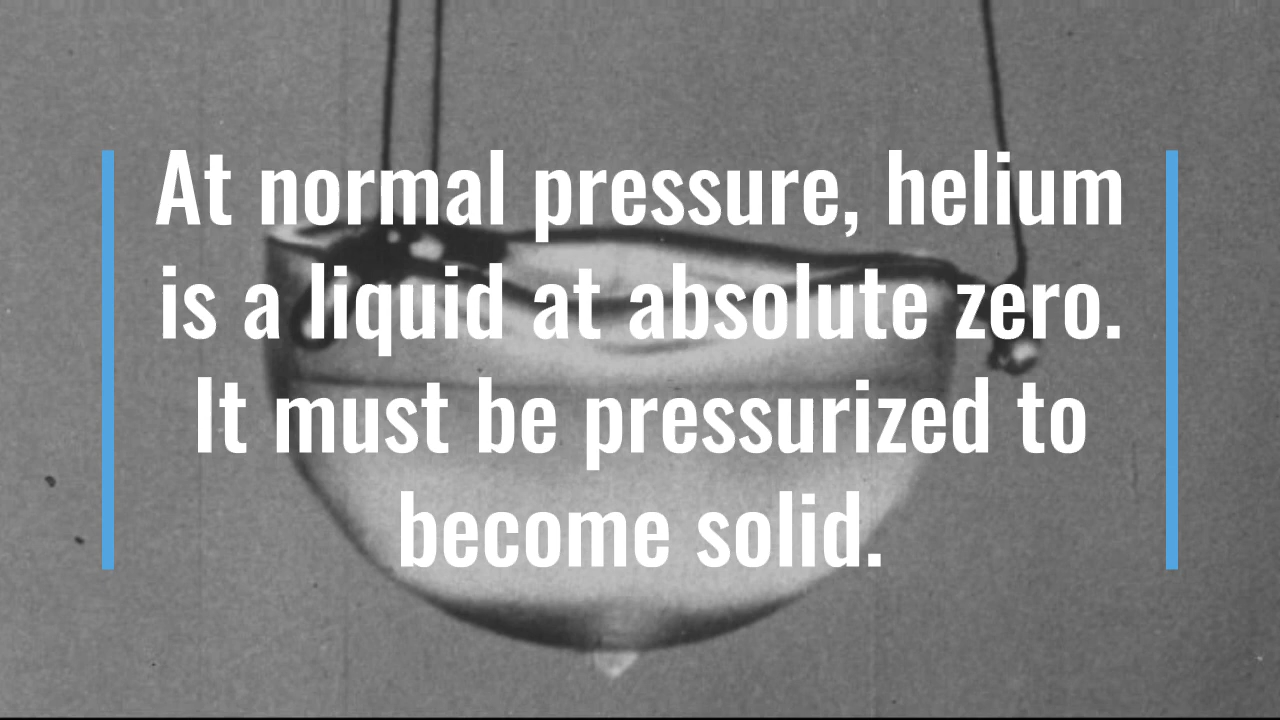 At normal pressure, helium
is a liquid at absolute zero.
It must be pressurized to
become solid.